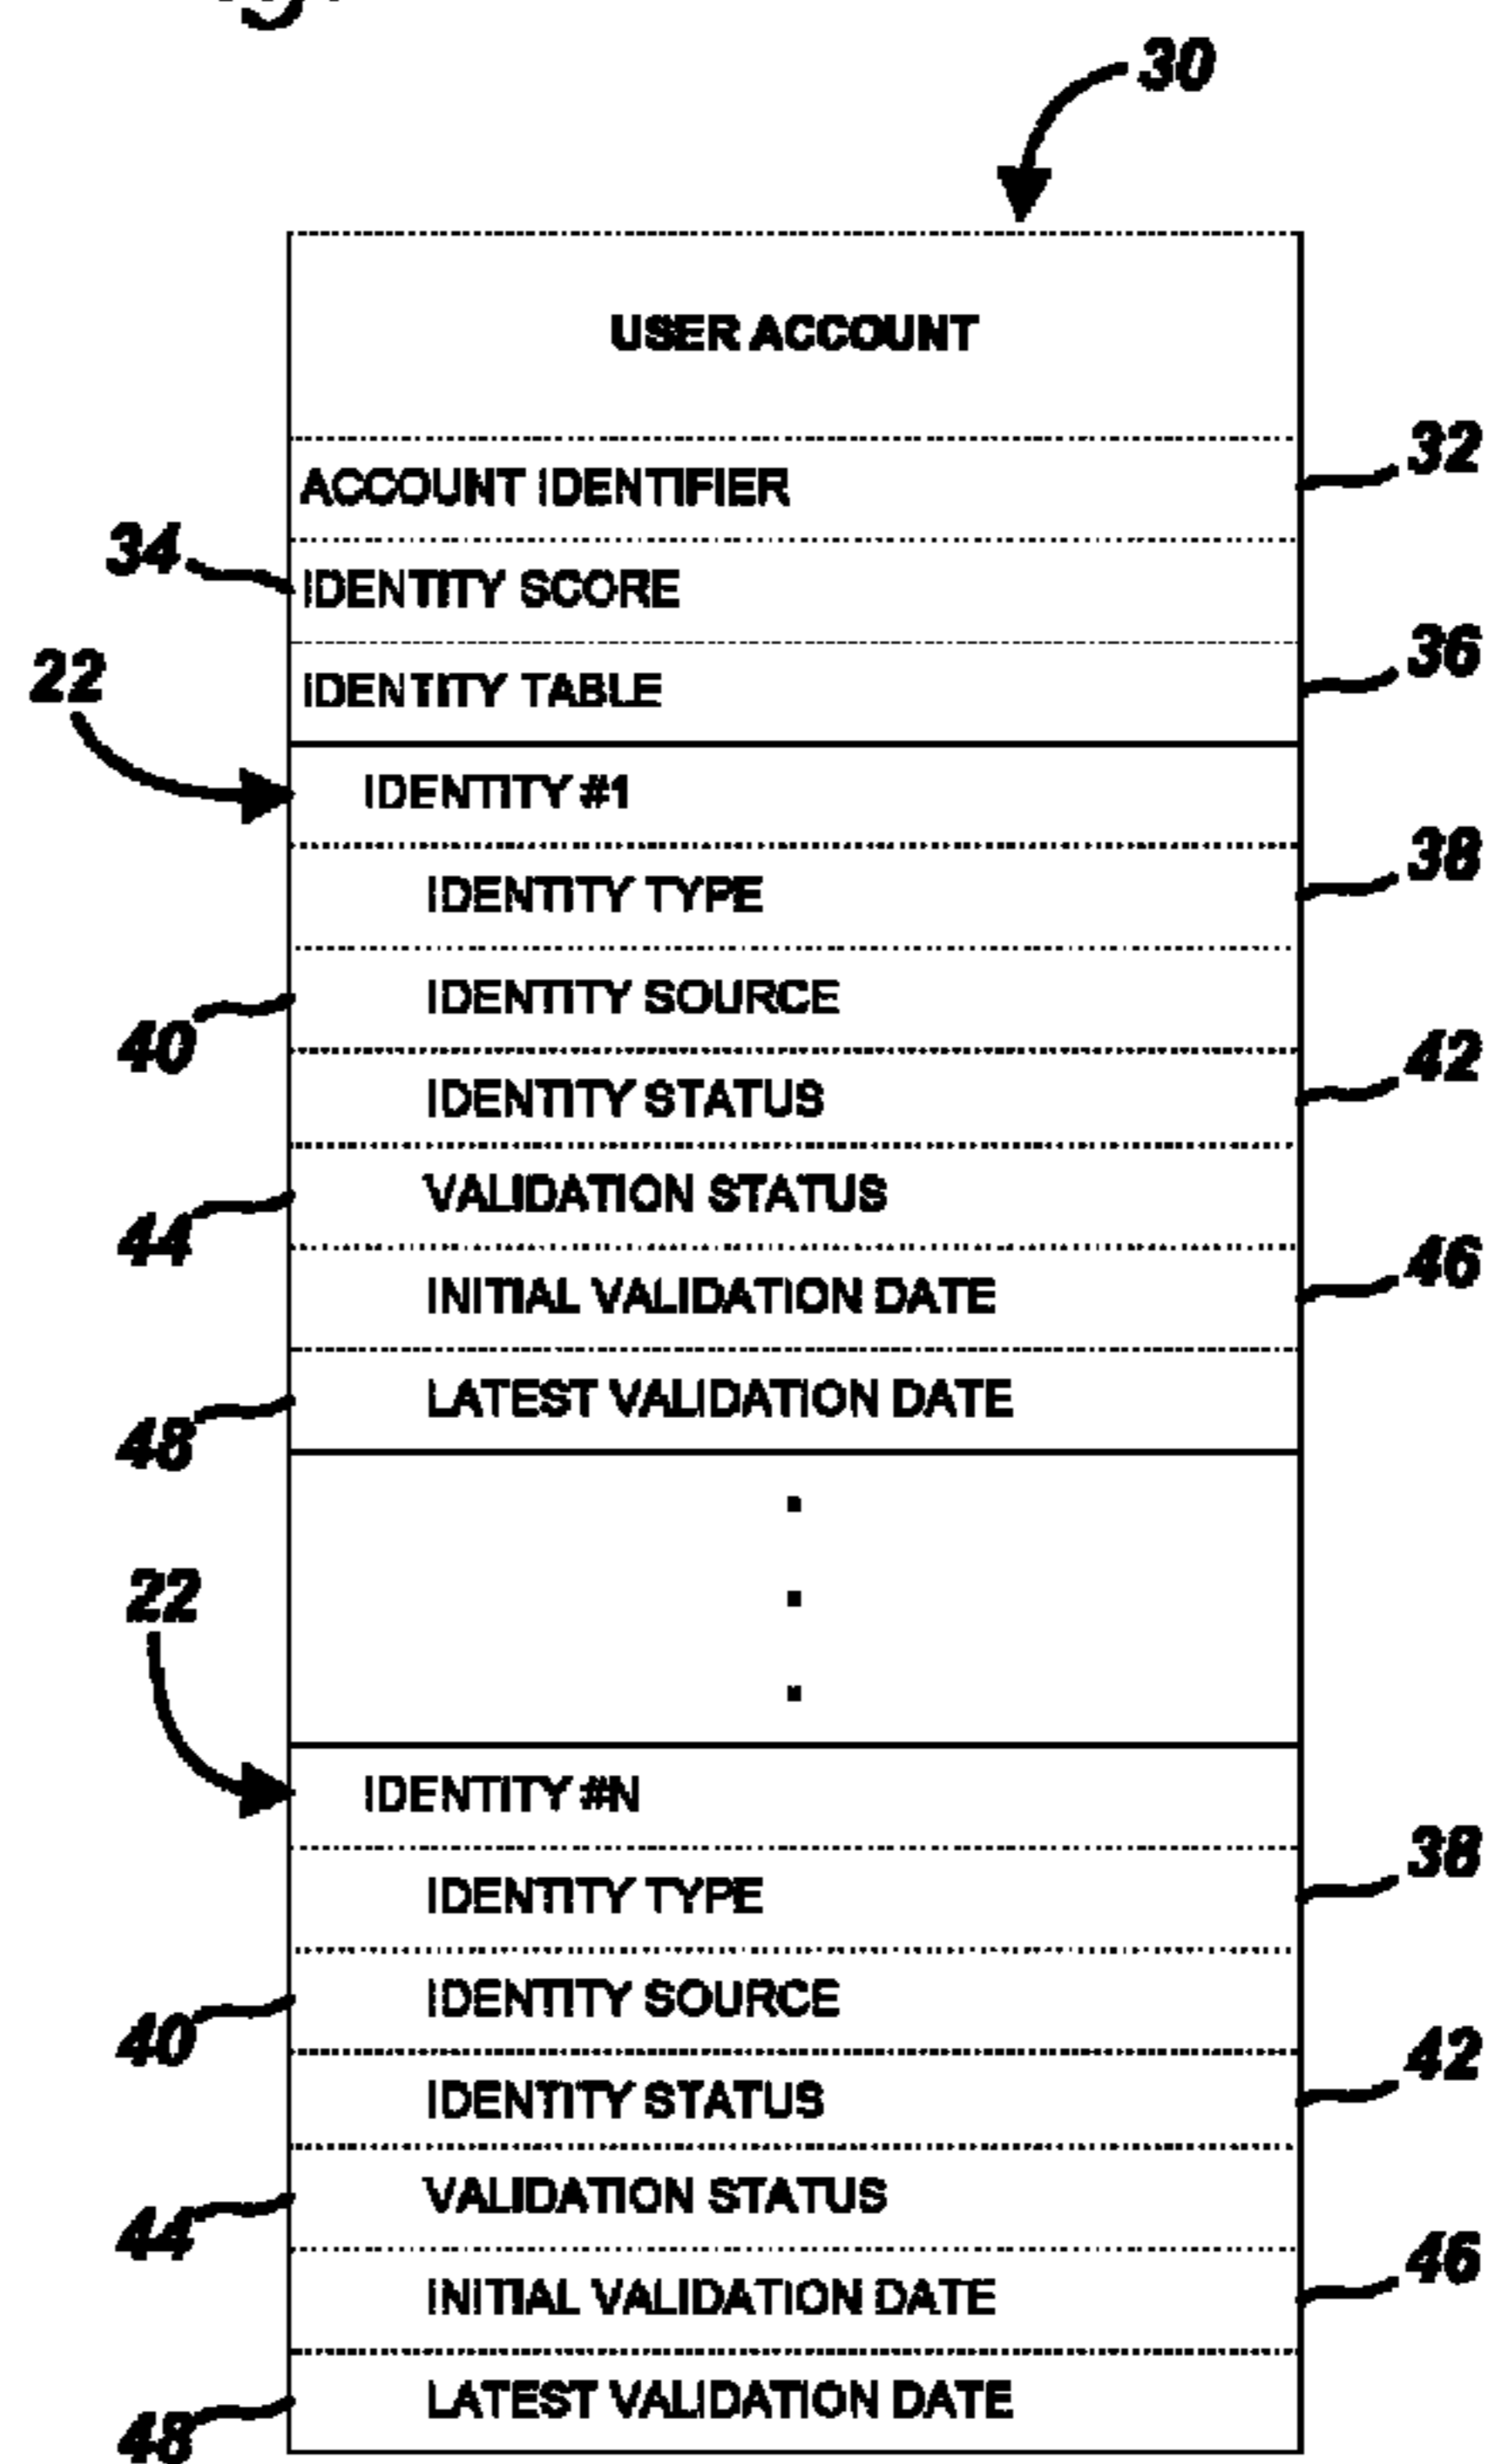 30
USER ACCOUNT
ACCOUNT IDENTIFIER 32
34 IDENTITY SCORE
22 IDENTITY TABLE 36
IDENTITY #1
IDENTITY TYPE 38
40 IDENTITY SOURCE
IDENTITY STATUS 42
44 VALIDATION STATUS
INITIAL VALIDATION DATE 46
48 LATEST VALIDATION DATE
22
IDENTITY #N
IDENTITY TYPE 38
40 IDENTITY SOURCE
IDENTITY STATUS 42
44 VALIDATION STATUS
INITIAL VALIDATION DATE 46
48 LATEST VALIDATION DATE